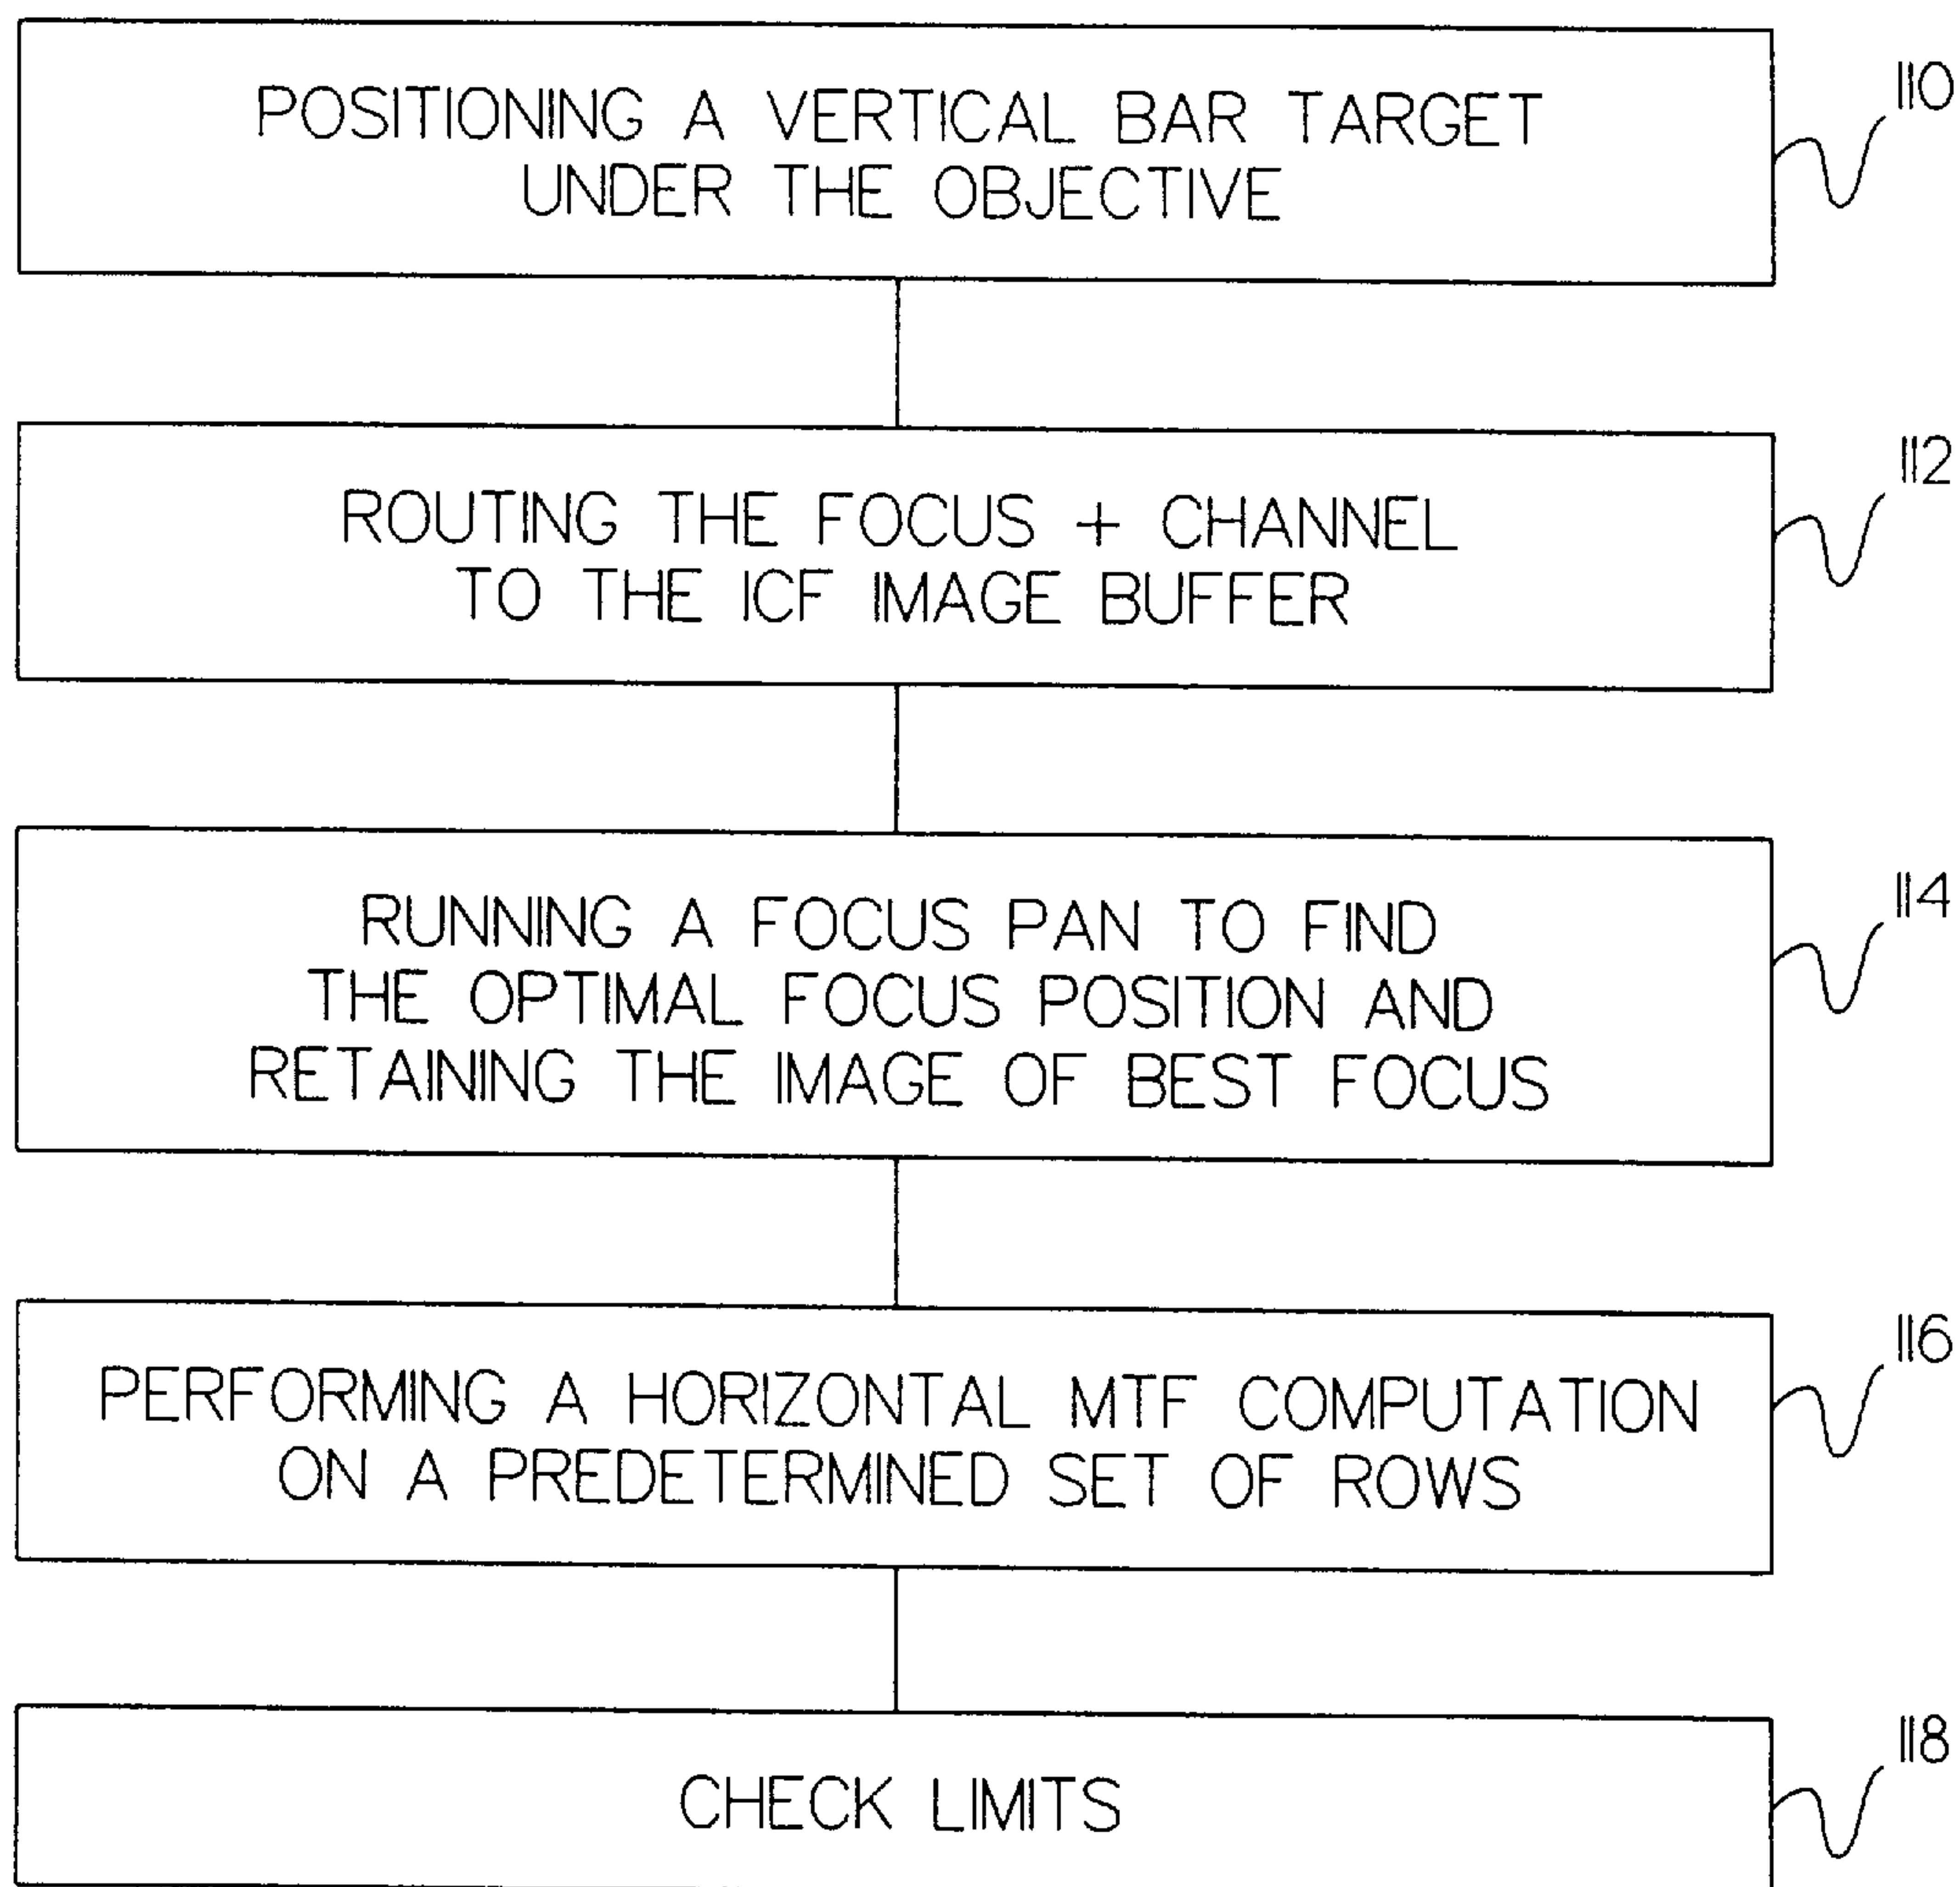 POSITIONING A VERTICAL BAR TARGET
UNDER THE OBJECTIVE
110
ROUTING THE FOCUS + CHANNEL
TO THE ICF IMAGE BUFFER
112
RUNNING A FOCUS PAN TO FIND
THE OPTIMAL FOCUS POSITION AND
RETAINING THE IMAGE OF BEST FOCUS
114
PERFORMING A HORIZONTAL MTF COMPUTATION
ON A PREDETERMINED SET OF ROWS
116
CHECK LIMITS
118